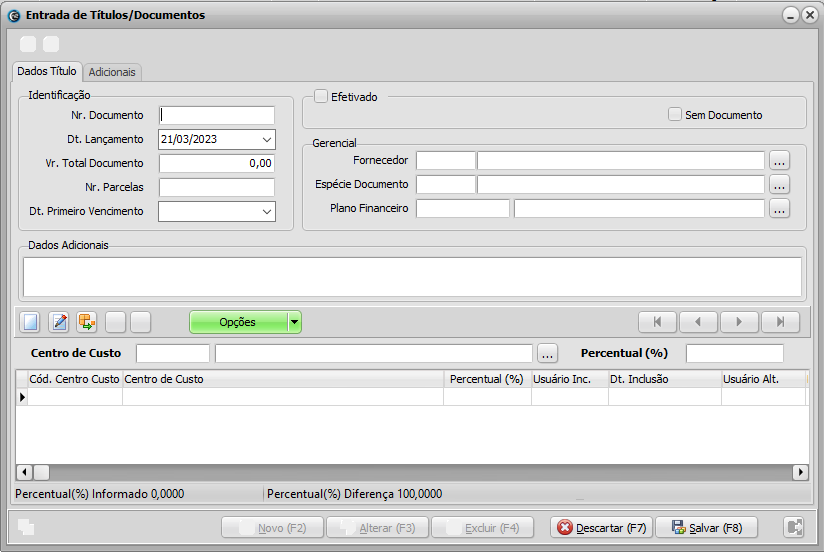 Entrada de Títulos/Documentos
Dados Título Adicionais
Identificação
Nr. Documento
Dt. Lançamento 21/03/2023
Vr. Total Documento 0,00
Nr. Parcelas
Dt. Primeiro Vencimento
Efetivado
Sem Documento
Gerencial
Fornecedor ...
Espécie Documento ...
Plano Financeiro ...
Dados Adicionais
Opções
Centro de Custo ... Percentual (%)
Cód. Centro Custo Centro de Custo Percentual (%) Usuário Inc. Dt. Inclusão Usuário Alt.
Percentual(%) Informado 0,0000 Percentual(%) Diferença 100,0000
Novo (F2) Alterar (F3) Excluir (F4) Descartar (F7) Salvar (F8)